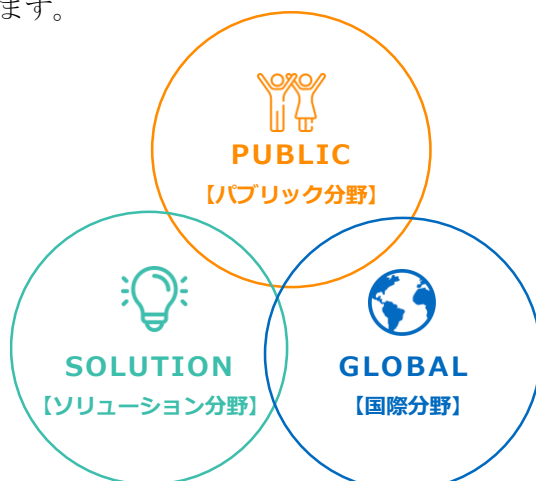 ます。
PUBLIC
【パブリック分野】
SOLUTION
【ソリューション分野】
GLOBAL
【国際分野】